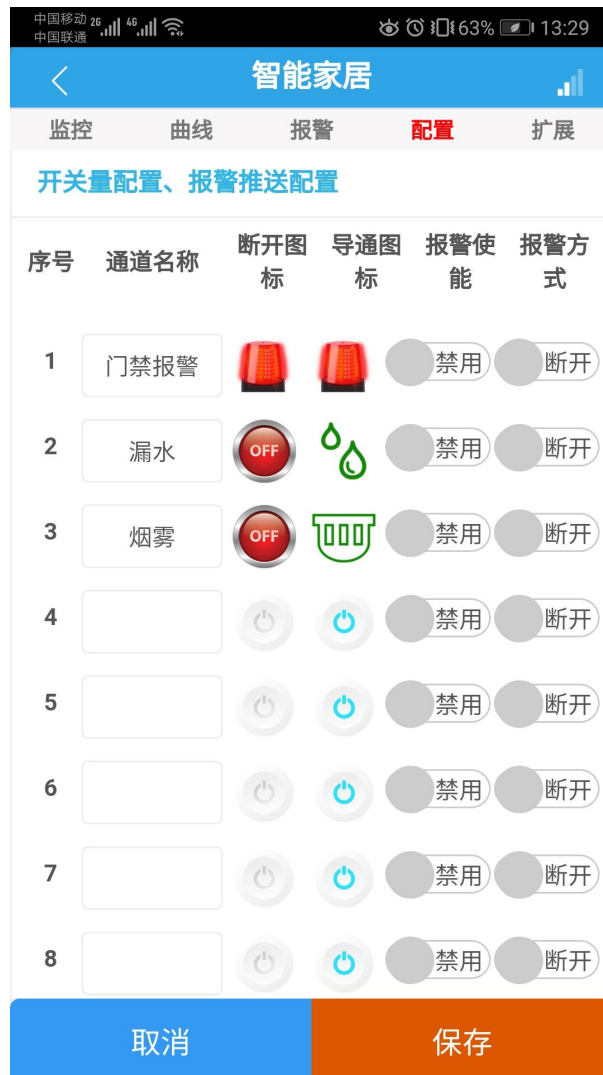 中国移动 2G 4G 63% 13:29
中国联通
智能家居
监控 曲线 报警 配置 扩展
开关量配置、报警推送配置
序号 通道名称 断开图标 导通图标 报警使能 报警方式
1 门禁报警 禁用 断开
2 漏水 OFF 禁用 断开
3 烟雾 OFF 禁用 断开
4 禁用 断开
5 禁用 断开
6 禁用 断开
7 禁用 断开
8 禁用 断开
取消 保存